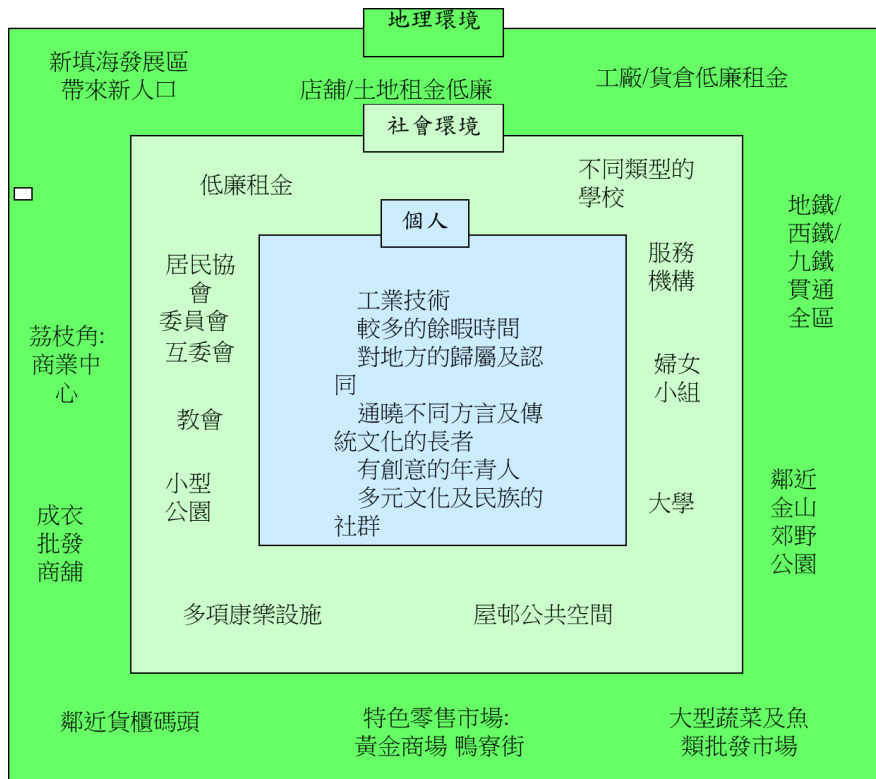 地理環境
新填海發展區
帶來新人口
店舖/土地租金低廉
工廠/貨倉低廉租金
社會環境
低廉租金
不同類型的
學校
個人
地鐵/
西鐵/
九鐵
貫通
全區
居民協
會
委員會
互委會
服務
機構
工業技術
較多的餘暇時間
對地方的歸屬及認
同
通曉不同方言及傳
統文化的長者
有創意的年青人
多元文化及民族的
社群
荔枝角:
商業中
心
婦女
小組
教會
小型
公園
大學
鄰近
金山
郊野
公園
成衣
批發
商舖
多項康樂設施
屋邨公共空間
鄰近貨櫃碼頭
特色零售市場:
黃金商場 鴨寮街
大型蔬菜及魚
類批發市場